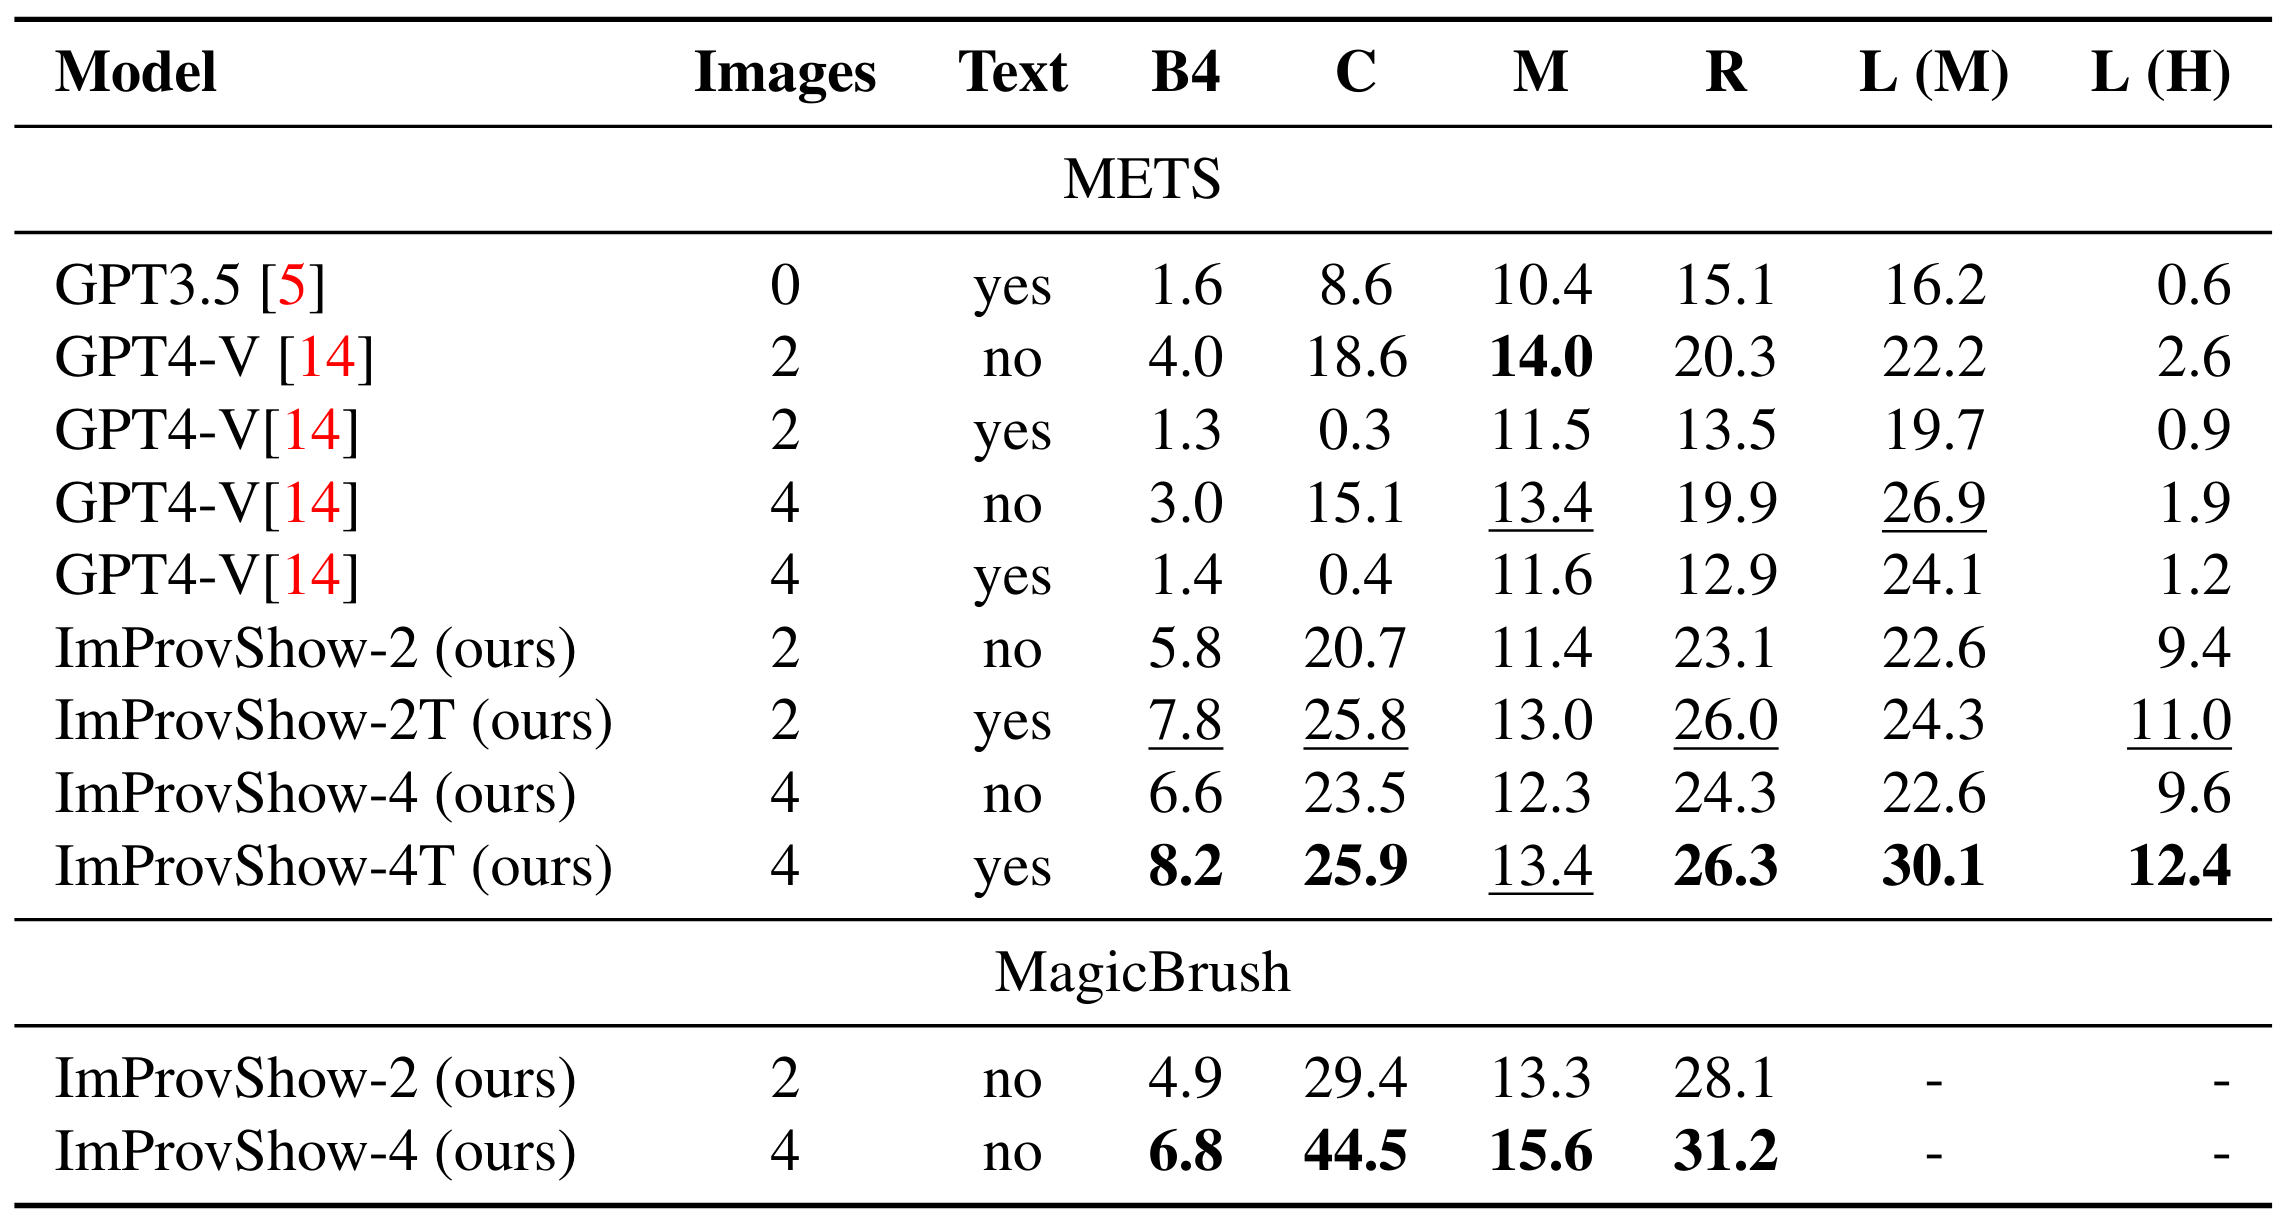 Model Images Text B4 C M R L (M) L (H)
METS
GPT3.5 [5] 0 yes 1.6 8.6 10.4 15.1 16.2 0.6
GPT4-V [14] 2 no 4.0 18.6 14.0 20.3 22.2 2.6
GPT4-V[14] 2 yes 1.3 0.3 11.5 13.5 19.7 0.9
GPT4-V[14] 4 no 3.0 15.1 13.4 19.9 26.9 1.9
GPT4-V[14] 4 yes 1.4 0.4 11.6 12.9 24.1 1.2
ImProvShow-2 (ours) 2 no 5.8 20.7 11.4 23.1 22.6 9.4
ImProvShow-2T (ours) 2 yes 7.8 25.8 13.0 26.0 24.3 11.0
ImProvShow-4 (ours) 4 no 6.6 23.5 12.3 24.3 22.6 9.6
ImProvShow-4T (ours) 4 yes 8.2 25.9 13.4 26.3 30.1 12.4
MagicBrush
ImProvShow-2 (ours) 2 no 4.9 29.4 13.3 28.1 - -
ImProvShow-4 (ours) 4 no 6.8 44.5 15.6 31.2 - -